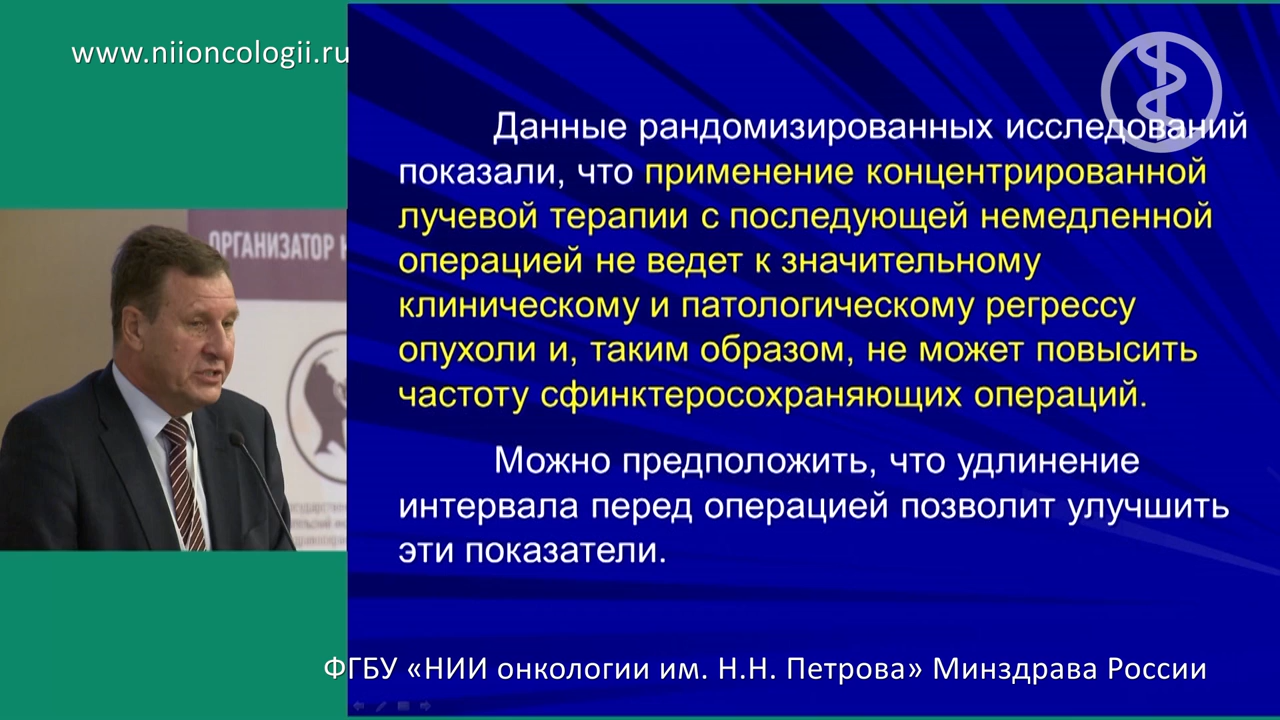 www.niioncologii.ru
ОРГАНИЗАТОР
Данные рандомизированных исследований
показали, что применение концентрированной
лучевой терапии с последующей немедленной
операцией не ведет к значительному
клиническому и патологическому регрессу
опухоли и, таким образом, не может повысить
частоту сфинктеросохраняющих операций.
Можно предположить, что удлинение
интервала перед операцией позволит улучшить
эти показатели.
ФГБУ «НИИ онкологии им. Н.Н. Петрова» Минздрава России